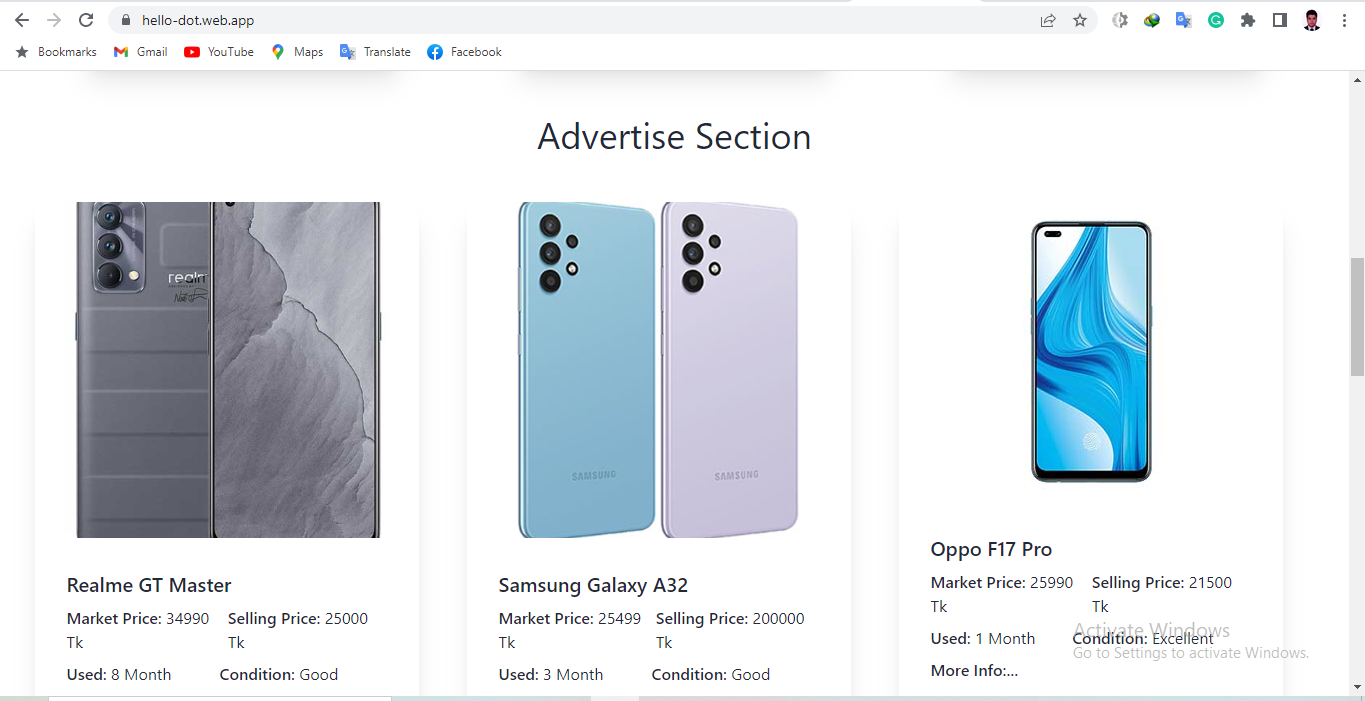 hello-dot.web.app
Bookmarks Gmail YouTube Maps Translate Facebook
Advertise Section
realm
SAMSUNG SAMSUNG
Realme GT Master
Market Price: 34990 Tk
Selling Price: 25000 Tk
Used: 8 Month
Condition: Good
Samsung Galaxy A32
Market Price: 25499 Tk
Selling Price: 200000 Tk
Used: 3 Month
Condition: Good
Oppo F17 Pro
Market Price: 25990 Tk
Selling Price: 21500 Tk
Used: 1 Month
Condition: Excellent
More Info:...
Activate Windows
Go to Settings to activate Windows.